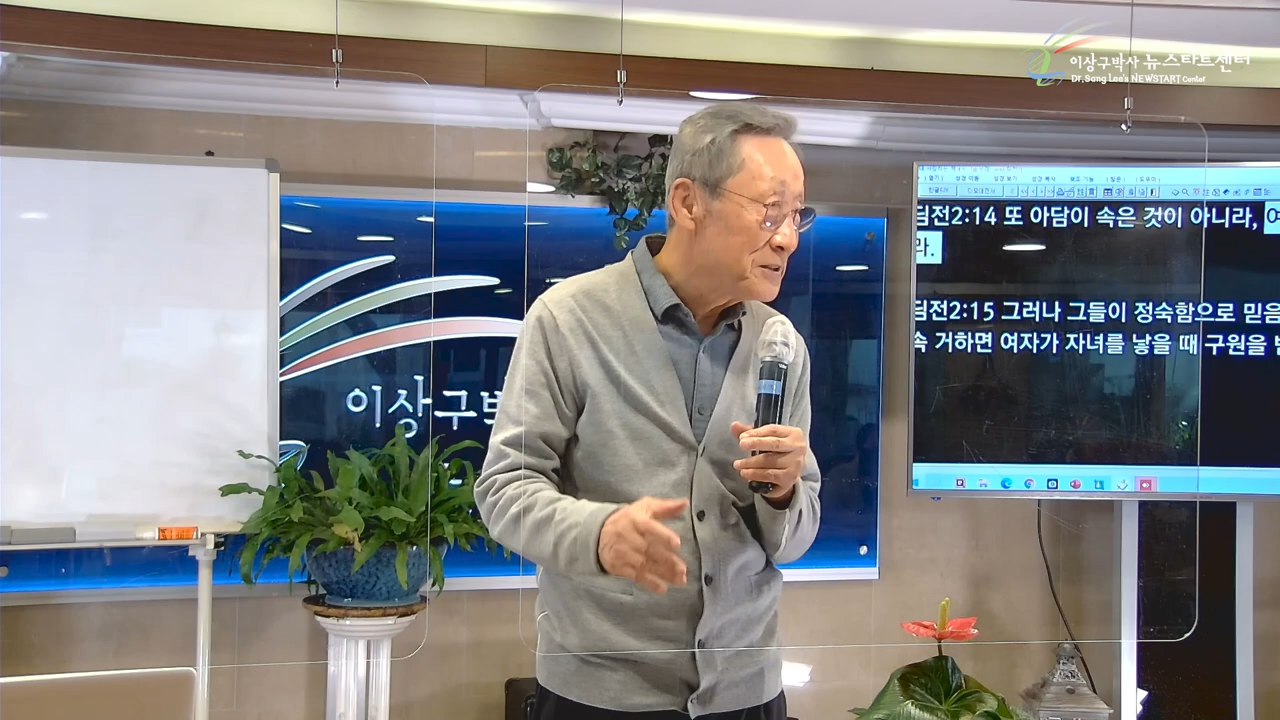 이상구박사 뉴스타트센터
Dr. Sang Lee's NEWSTART Center
이상구박
딤전2:14 또 아담이 속은 것이 아니라, 여
라.
딤전2:15 그러나 그들이 정숙함으로 믿음
속 거하면 여자가 자녀를 낳을 때 구원을